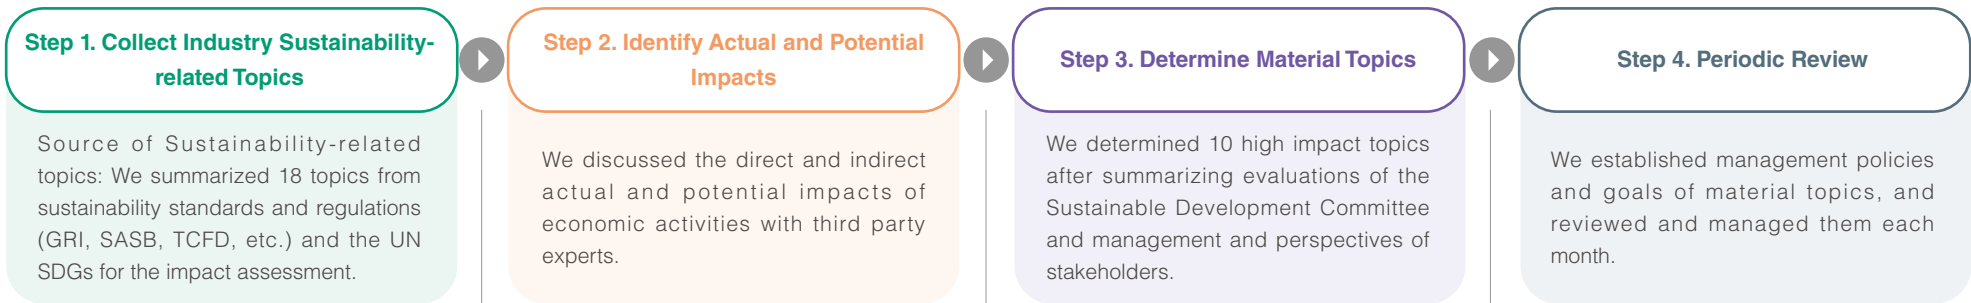 Step 1. Collect Industry Sustainability-
related Topics
Source of Sustainability-related
topics: We summarized 18 topics from
sustainability standards and regulations
(GRI, SASB, TCFD, etc.) and the UN
SDGs for the impact assessment.
Step 2. Identify Actual and Potential
Impacts
We discussed the direct and indirect
actual and potential impacts of
economic activities with third party
experts.
Step 3. Determine Material Topics
We determined 10 high impact topics
after summarizing evaluations of the
Sustainable Development Committee
and management and perspectives of
stakeholders.
Step 4. Periodic Review
We established management policies
and goals of material topics, and
reviewed and managed them each
month.